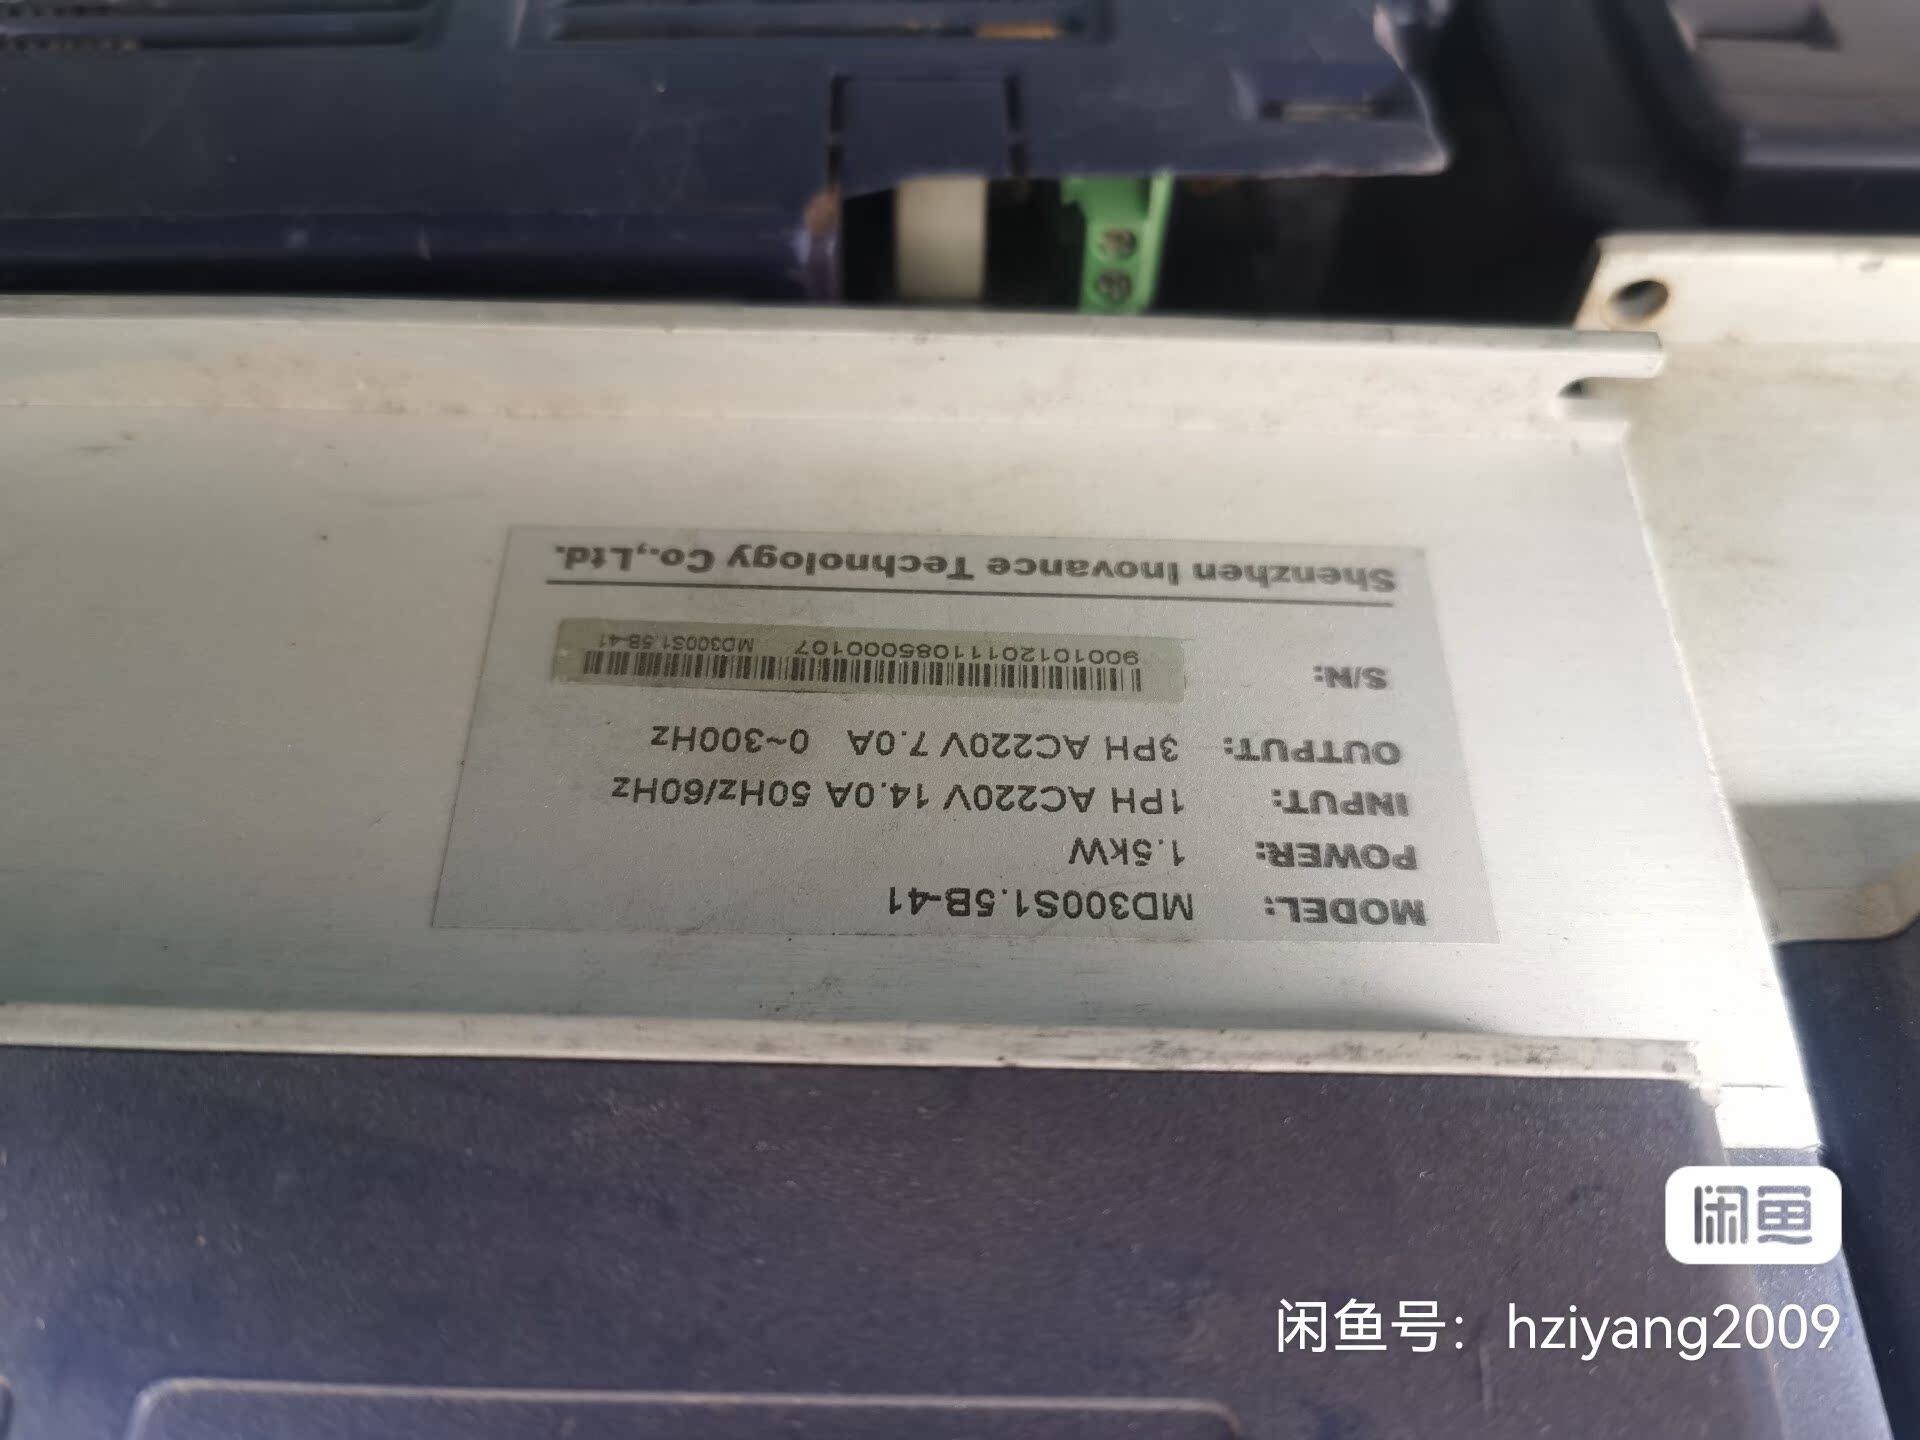 MODEL: MD300S1.5B-41
POWER: 1.5kW
INPUT: 1PH AC220V 14.0A 50Hz/60Hz
OUTPUT: 3PH AC220V 7.0A 0~300Hz
S/N:
90010120111085000107 MD300S1.5B-41
Shenzhen Inovance Technology Co.,Ltd.
闲鱼
闲鱼号：hziyang2009